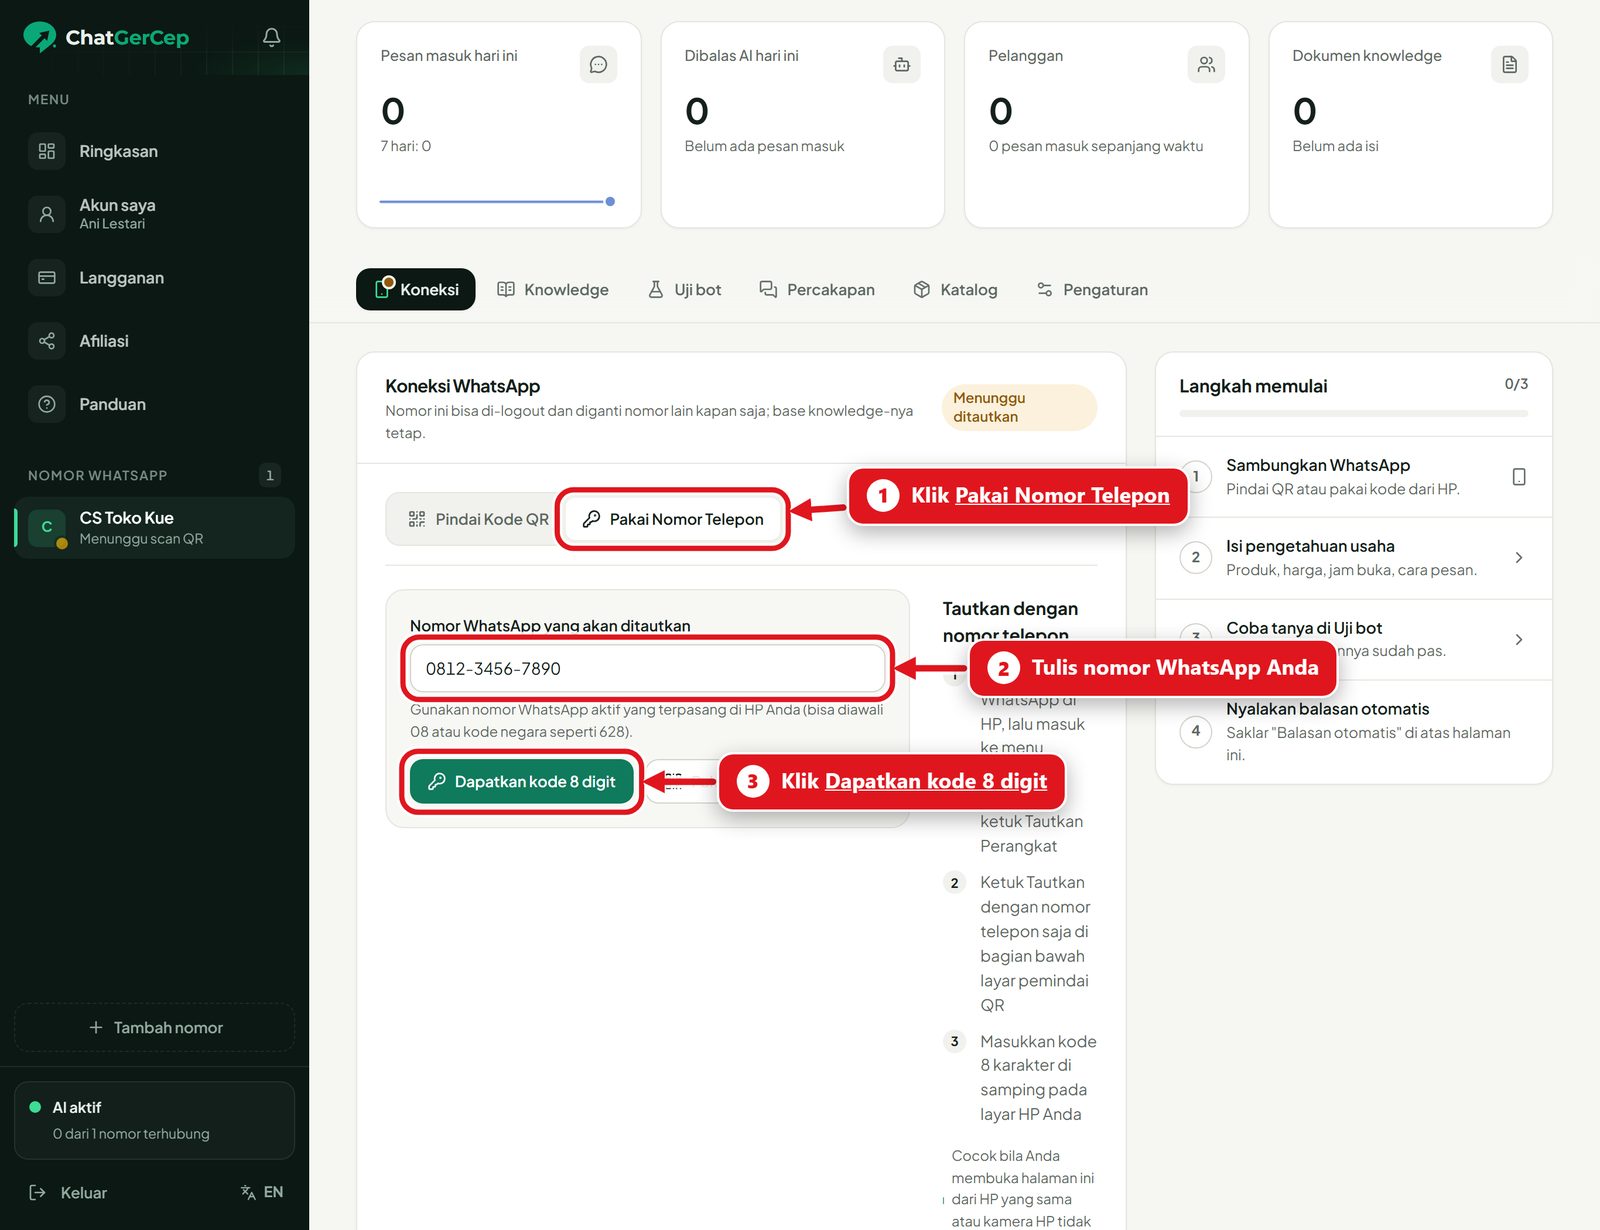 ChatGerCep
MENU
Ringkasan
Akun saya
Ani Lestari
Langganan
Afiliasi
Panduan
NOMOR WHATSAPP
1
C
CS Toko Kue
Menunggu scan QR
Tambah nomor
AI aktif
0 dari 1 nomor terhubung
Keluar
EN
Pesan masuk hari ini
0
7 hari: 0
Dibalas AI hari ini
0
Belum ada pesan masuk
Pelanggan
0
0 pesan masuk sepanjang waktu
Dokumen knowledge
0
Belum ada isi
Koneksi
Knowledge
Uji bot
Percakapan
Katalog
Pengaturan
Koneksi WhatsApp
Nomor ini bisa di-logout dan diganti nomor lain kapan saja; base knowledge-nya
tetap.
Menunggu
ditautkan
Pindai Kode QR
Pakai Nomor Telepon
1 Klik Pakai Nomor Telepon
Nomor WhatsApp yang akan ditautkan
0812-3456-7890
2 Tulis nomor WhatsApp Anda
Gunakan nomor WhatsApp aktif yang terpasang di HP Anda (bisa diawali
08 atau kode negara seperti 628).
Dapatkan kode 8 digit
3 Klik Dapatkan kode 8 digit
Tautkan dengan
nomor telepon
1
WhatsApp di
HP, lalu masuk
ke menu
ketuk Tautkan
Perangkat
2
Ketuk Tautkan
dengan nomor
telepon saja di
bagian bawah
layar pemindai
QR
3
Masukkan kode
8 karakter di
samping pada
layar HP Anda
Cocok bila Anda
membuka halaman ini
dari HP yang sama
atau kamera HP tidak
Langkah memulai
0/3
1
Sambungkan WhatsApp
Pindai QR atau pakai kode dari HP.
2
Isi pengetahuan usaha
Produk, harga, jam buka, cara pesan.
3
Coba tanya di Uji bot
sudah pas.
4
Nyalakan balasan otomatis
Saklar "Balasan otomatis" di atas halaman
ini.